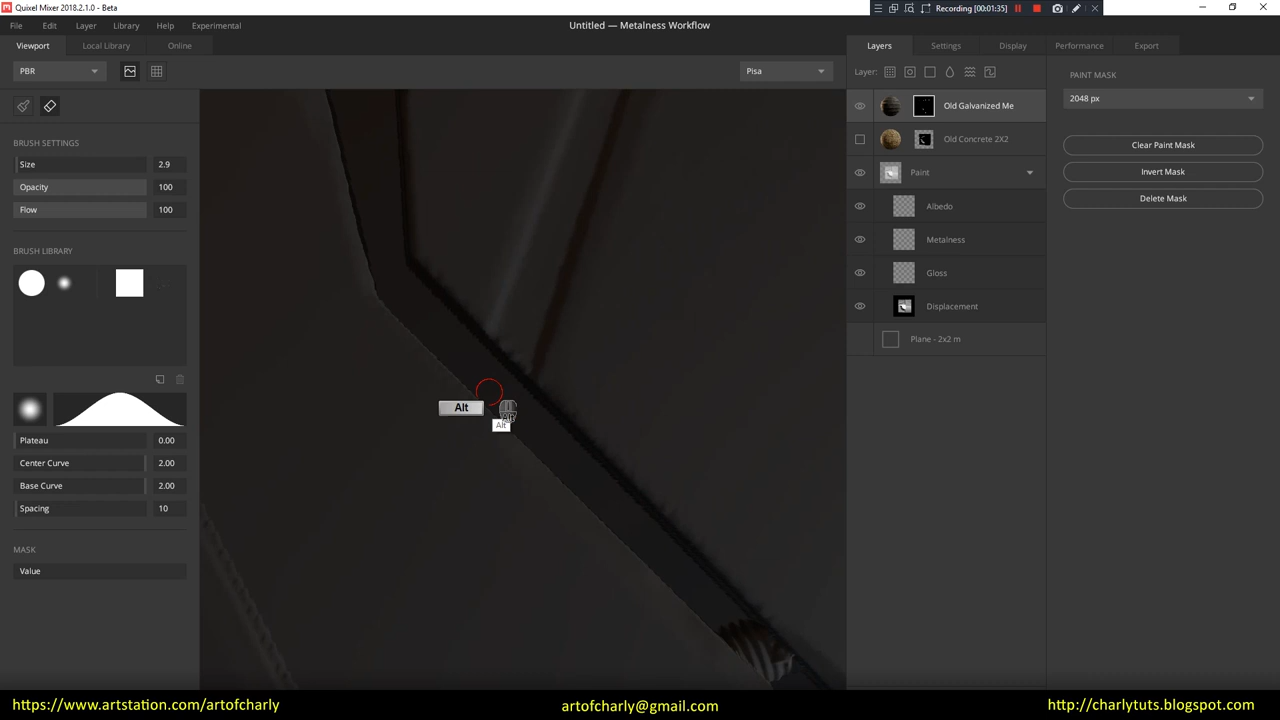 Quixel Mixer 2018.2.1.0 - Beta
Recording [00:01:35]
File Edit Layer Library Help Experimental
Untitled — Metalness Workflow
Viewport Local Library Online
Layers Settings Display Performance Export
PBR
Pisa
Layer:
PAINT MASK
2048 px
Old Galvanized Me
Clear Paint Mask
Old Concrete 2X2
Invert Mask
Paint
Delete Mask
Albedo
Metalness
Gloss
Displacement
Plane - 2x2 m
BRUSH SETTINGS
Size 2.9
Opacity 100
Flow 100
BRUSH LIBRARY
Plateau 0.00
Center Curve 2.00
Base Curve 2.00
Spacing 10
MASK
Value
Alt
Alt
Alt
https://www.artstation.com/artofcharly
artofcharly@gmail.com
http://charlytuts.blogspot.com